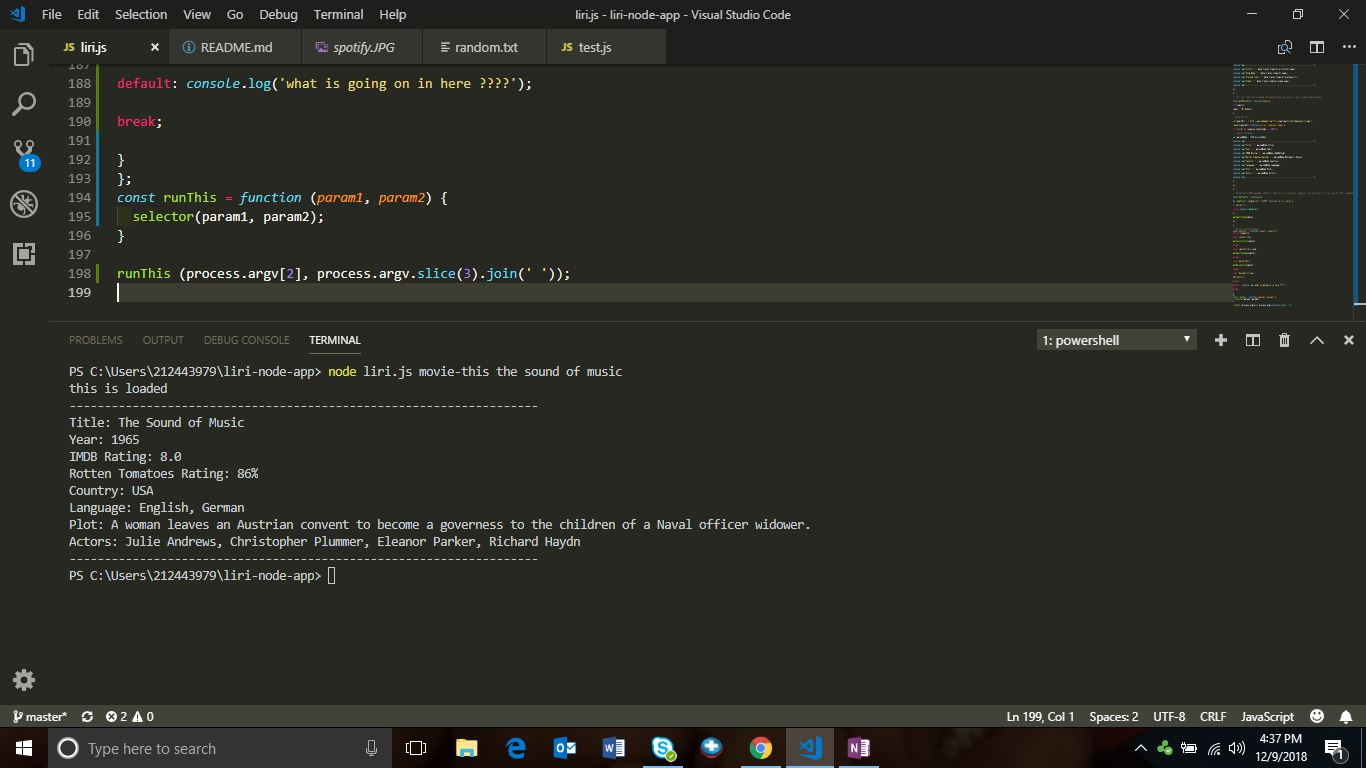 File Edit Selection View Go Debug Terminal Help liri.js - liri-node-app - Visual Studio Code
JS liri.js README.md spotify.JPG random.txt JS test.js
187
188 default: console.log('what is going on in here ????');
189
190 break;
191
192 }
193 };
194 const runThis = function (param1, param2) {
195 selector(param1, param2);
196 }
197
198 runThis (process.argv[2], process.argv.slice(3).join(' '));
199
11
PROBLEMS OUTPUT DEBUG CONSOLE TERMINAL 1: powershell
PS C:\Users\212443979\liri-node-app> node liri.js movie-this the sound of music
this is loaded
-------------------------------------------------------------------
Title: The Sound of Music
Year: 1965
IMDB Rating: 8.0
Rotten Tomatoes Rating: 86%
Country: USA
Language: English, German
Plot: A woman leaves an Austrian convent to become a governess to the children of a Naval officer widower.
Actors: Julie Andrews, Christopher Plummer, Eleanor Parker, Richard Haydn
-------------------------------------------------------------------
PS C:\Users\212443979\liri-node-app>
master* 2 0 Ln 199, Col 1 Spaces: 2 UTF-8 CRLF JavaScript
Type here to search
4:37 PM
12/9/2018
1